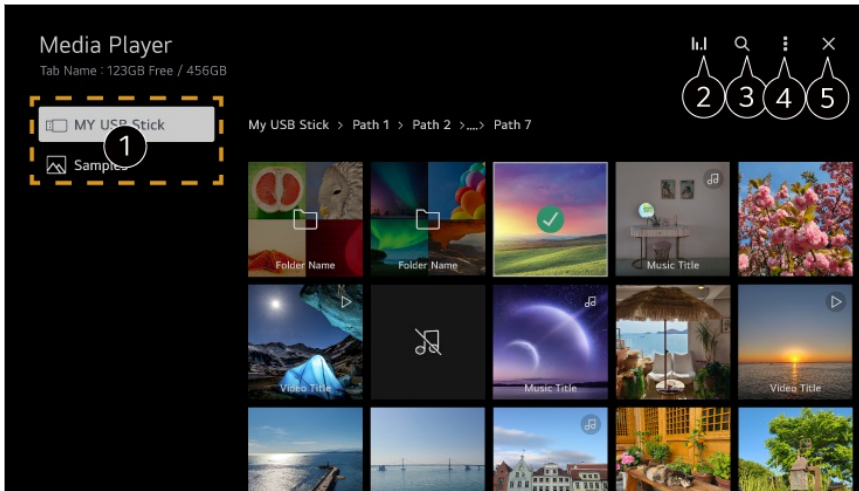 Media Player
Tab Name : 123GB Free / 456GB
2
3
4
5
MY USB Stick
1
Samples
My USB Stick > Path 1 > Path 2 >....> Path 7
Folder Name
Folder Name
Music Title
Video Title
Music Title
Video Title